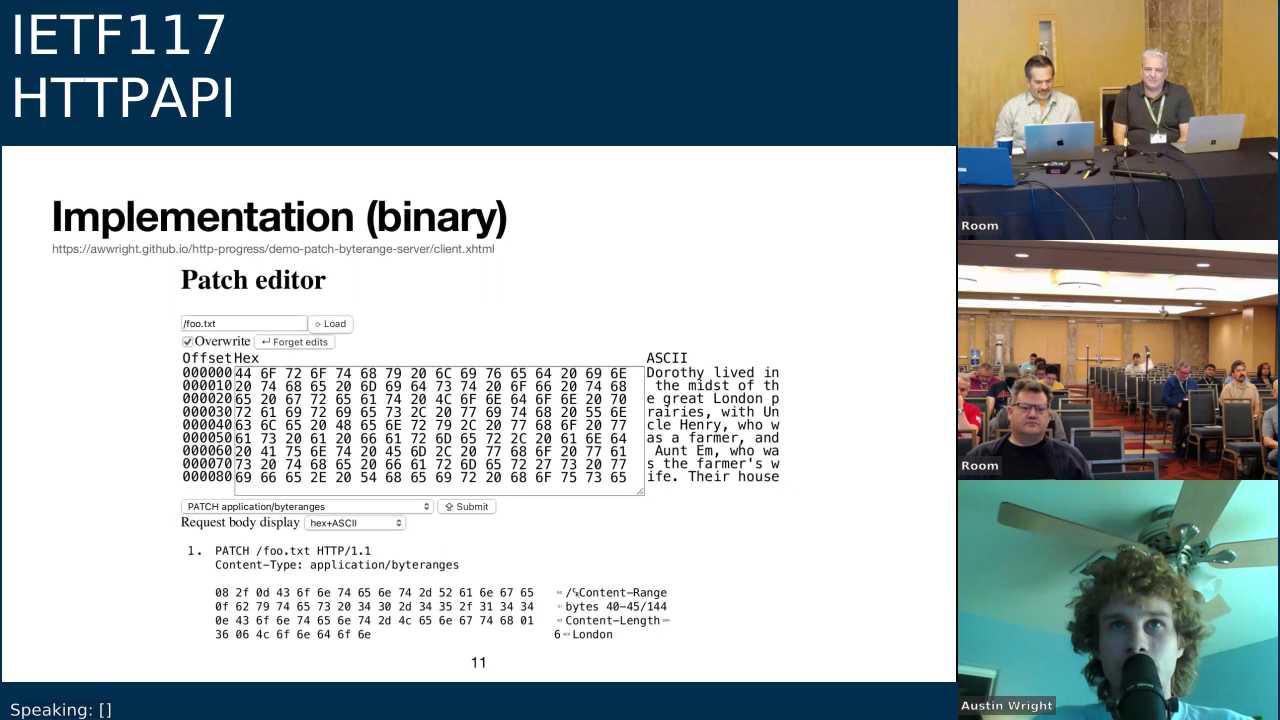 IETF117
HTTPAPI
Implementation (binary)
https://awwright.github.io/http-progress/demo-patch-byterange-server/client.xhtml
Patch editor
/foo.txt Load
Overwrite Forget edits
Offset Hex ASCII
000000 44 6F 72 6F 74 68 79 20 6C 69 76 65 64 20 69 6E Dorothy lived in
000010 20 74 68 65 20 6D 69 64 73 74 20 6F 66 20 74 68 the midst of th
000020 65 20 67 72 65 61 74 20 4C 6F 6E 64 6F 6E 20 70 e great London p
000030 72 61 69 72 69 65 73 2C 20 77 69 74 68 20 55 6E rairies, with Un
000040 63 6C 65 20 48 65 6E 72 79 2C 20 77 68 6F 20 77 cle Henry, who w
000050 61 73 20 61 20 66 61 72 6D 65 72 2C 20 61 6E 64 as a farmer, and
000060 20 41 75 6E 74 20 45 6D 2C 20 77 68 6F 20 77 61 Aunt Em, who wa
000070 73 20 74 68 65 20 66 61 72 6D 65 72 27 73 20 77 s the farmer's w
000080 69 66 65 2E 20 54 68 65 69 72 20 68 6F 75 73 65 ife. Their house
PATCH application/byteranges Submit
Request body display hex+ASCII
1. PATCH /foo.txt HTTP/1.1
Content-Type: application/byteranges
08 2f 0d 43 6f 6e 74 65 6e 74 2d 52 61 6e 67 65 /Content-Range
0f 62 79 74 65 73 20 34 30 2d 34 35 2f 31 34 34 bytes 40-45/144
0e 43 6f 6e 74 65 6e 74 2d 4c 65 6e 67 74 68 01 Content-Length
36 06 4c 6f 6e 64 6f 6e 6 London
11
Speaking: []
Room
Room
Austin Wright